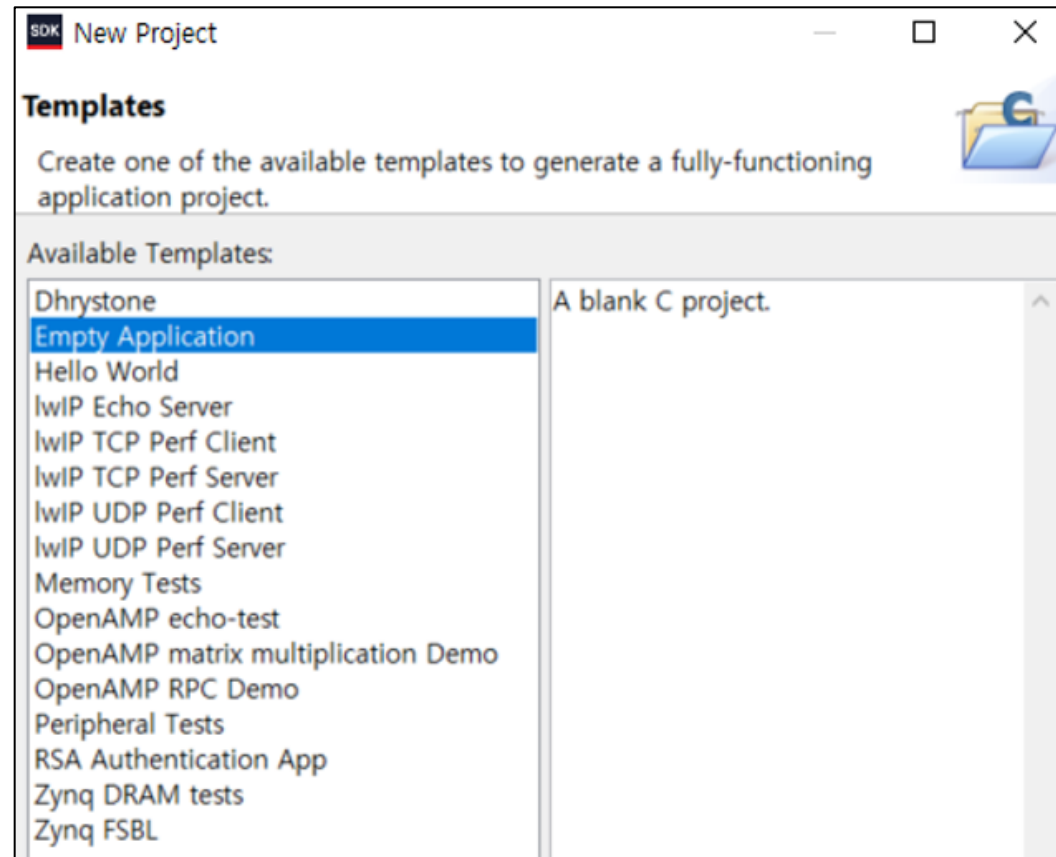 SDK New Project
Templates
Create one of the available templates to generate a fully-functioning
application project.
Available Templates:
Dhrystone
Empty Application
Hello World
lwIP Echo Server
lwIP TCP Perf Client
lwIP TCP Perf Server
lwIP UDP Perf Client
lwIP UDP Perf Server
Memory Tests
OpenAMP echo-test
OpenAMP matrix multiplication Demo
OpenAMP RPC Demo
Peripheral Tests
RSA Authentication App
Zynq DRAM tests
Zynq FSBL
A blank C project.